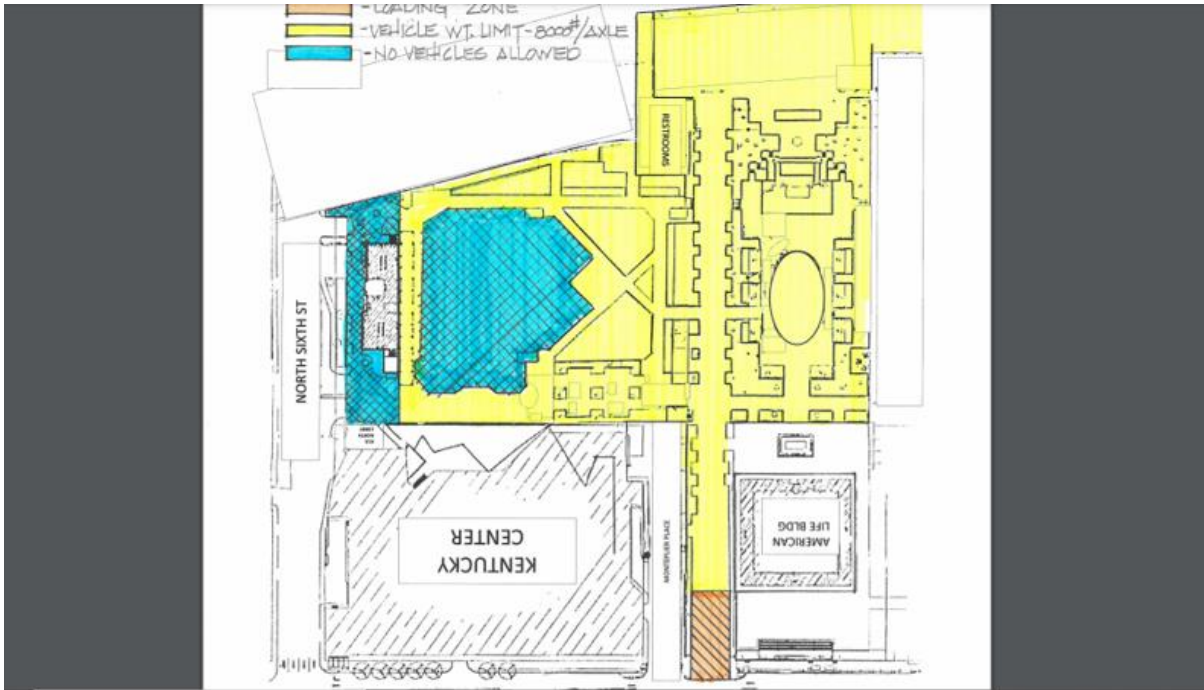 - LOADING ZONE
- VEHICLE WT. LIMIT - 8000#/AXLE
- NO VEHICLES ALLOWED
RESTROOMS
NORTH SIXTH ST
KENTUCKY
CENTER
MONTEPLIER PLACE
AMERICAN
LIFE BLDG